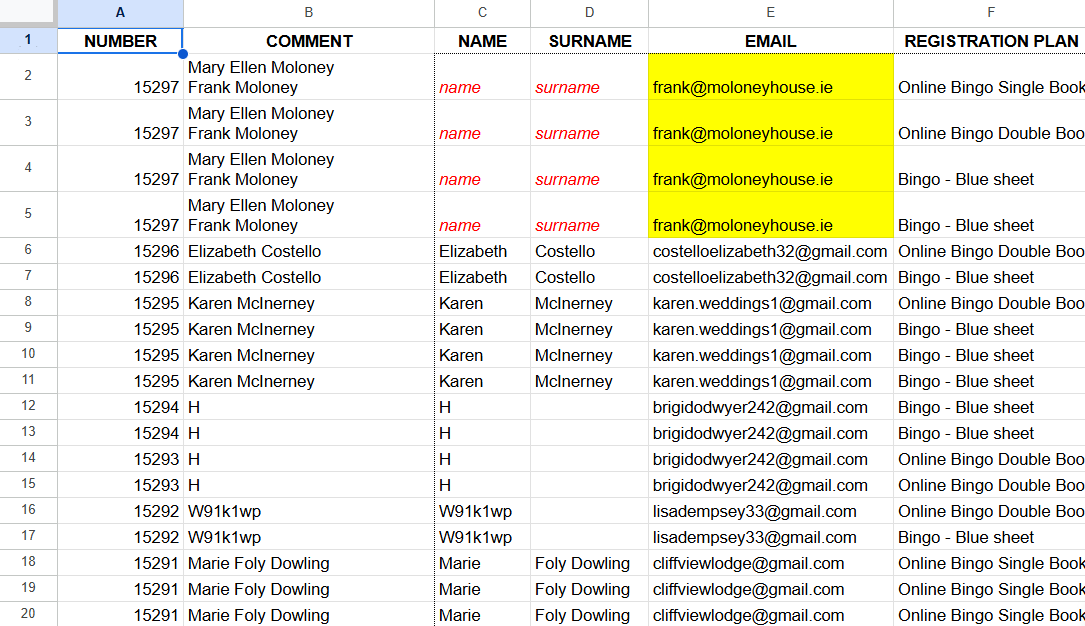 A B C D E F
1 NUMBER COMMENT NAME SURNAME EMAIL REGISTRATION PLAN
2 15297 Mary Ellen Moloney
Frank Moloney name surname frank@moloneyhouse.ie Online Bingo Single Book
3 15297 Mary Ellen Moloney
Frank Moloney name surname frank@moloneyhouse.ie Online Bingo Double Boo
4 15297 Mary Ellen Moloney
Frank Moloney name surname frank@moloneyhouse.ie Bingo - Blue sheet
5 15297 Mary Ellen Moloney
Frank Moloney name surname frank@moloneyhouse.ie Bingo - Blue sheet
6 15296 Elizabeth Costello Elizabeth Costello costelloelizabeth32@gmail.com Online Bingo Double Boo
7 15296 Elizabeth Costello Elizabeth Costello costelloelizabeth32@gmail.com Bingo - Blue sheet
8 15295 Karen McInerney Karen McInerney karen.weddings1@gmail.com Online Bingo Double Boo
9 15295 Karen McInerney Karen McInerney karen.weddings1@gmail.com Bingo - Blue sheet
10 15295 Karen McInerney Karen McInerney karen.weddings1@gmail.com Bingo - Blue sheet
11 15295 Karen McInerney Karen McInerney karen.weddings1@gmail.com Bingo - Blue sheet
12 15294 H H brigidodwyer242@gmail.com Bingo - Blue sheet
13 15294 H H brigidodwyer242@gmail.com Bingo - Blue sheet
14 15293 H H brigidodwyer242@gmail.com Online Bingo Double Boo
15 15293 H H brigidodwyer242@gmail.com Online Bingo Double Boo
16 15292 W91k1wp W91k1wp lisadempsey33@gmail.com Online Bingo Double Boo
17 15292 W91k1wp W91k1wp lisadempsey33@gmail.com Bingo - Blue sheet
18 15291 Marie Foly Dowling Marie Foly Dowling cliffviewlodge@gmail.com Online Bingo Single Book
19 15291 Marie Foly Dowling Marie Foly Dowling cliffviewlodge@gmail.com Online Bingo Single Book
20 15291 Marie Foly Dowling Marie Foly Dowling cliffviewlodge@gmail.com Online Bingo Single Book